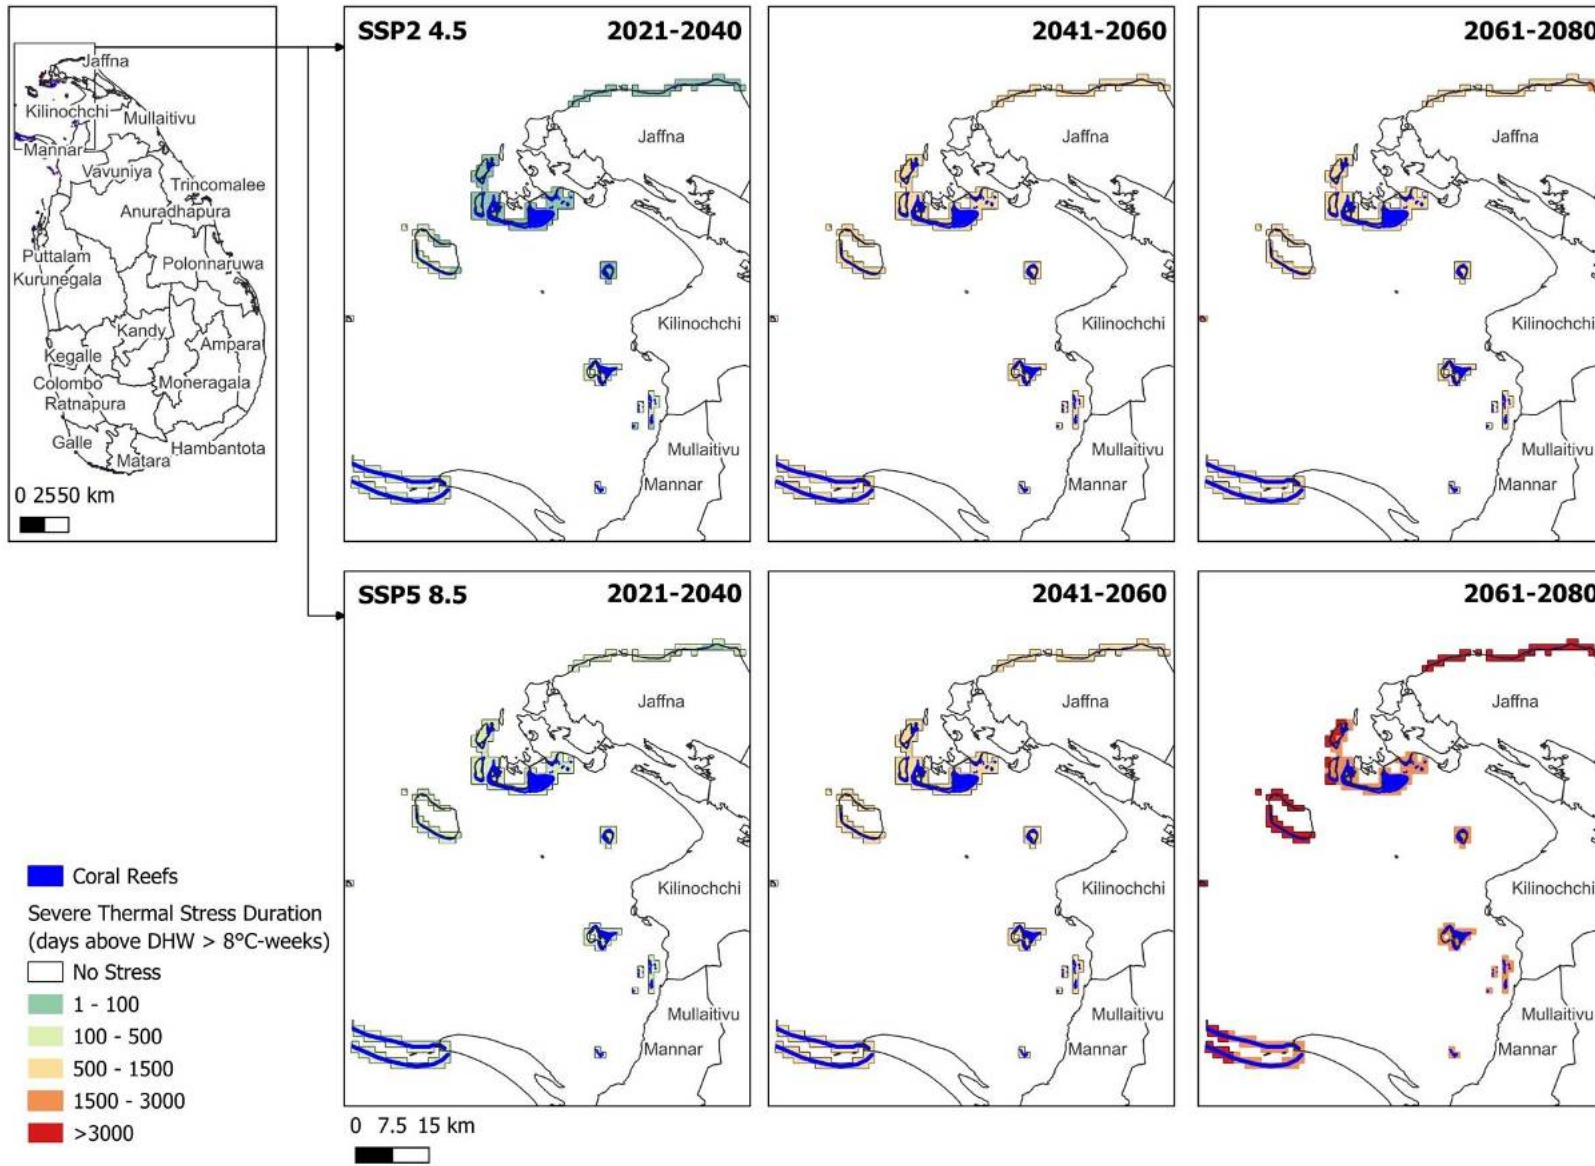 Jaffna
Kilinochchi
Mullaitivu
Mannar
Vavuniya
Trincomalee
Anuradhapura
Puttalam
Polonnaruwa
Kurunegala
Kandy
Ampara
Kegalle
Colombo
Moneragala
Ratnapura
Galle
Hambantota
Matara
0 2550 km
SSP2 4.5
2021-2040
Jaffna
Kilinochchi
Mullaitivu
Mannar
2041-2060
Jaffna
Kilinochchi
Mullaitivu
Mannar
2061-2080
Jaffna
Kilinochchi
Mullaitivu
Mannar
SSP5 8.5
2021-2040
Jaffna
Kilinochchi
Mullaitivu
Mannar
2041-2060
Jaffna
Kilinochchi
Mullaitivu
Mannar
2061-2080
Jaffna
Kilinochchi
Mullaitivu
Mannar
Coral Reefs
Severe Thermal Stress Duration
(days above DHW > 8°C-weeks)
No Stress
1 - 100
100 - 500
500 - 1500
1500 - 3000
>3000
0 7.5 15 km